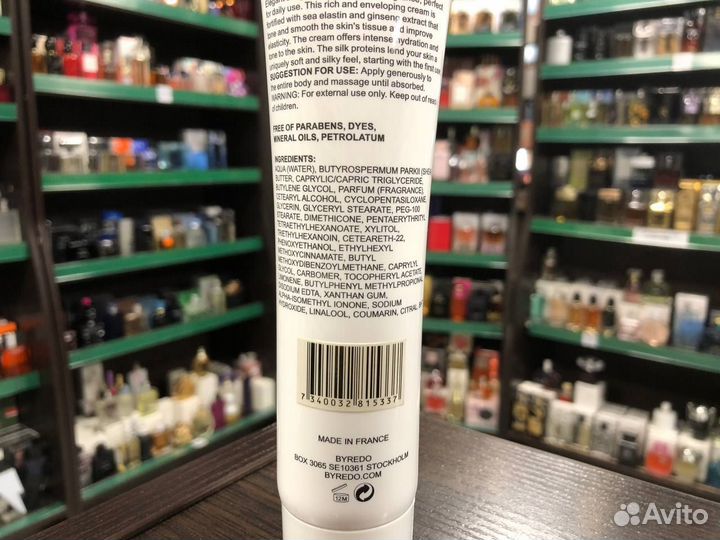 for daily use. This rich and enveloping cream is
fortified with sea elastin and ginseng extract that
tone and smooth the skin's tissue and improve
elasticity. The cream offers intense hydration and
tone to the skin. The silk proteins lend your skin a
uniquely soft and silky feel, starting with the first use.
SUGGESTION FOR USE: Apply generously to
the entire body and massage until absorbed.
WARNING: For external use only. Keep out of reach
of children.
FREE OF PARABENS, DYES,
MINERAL OILS, PETROLATUM
INGREDIENTS:
AQUA (WATER), BUTYROSPERMUM PARKII (SHEA
BUTTER, CAPRYLIC/CAPRIC TRIGLYCERIDE,
BUTYLENE GLYCOL, PARFUM (FRAGRANCE),
CETEARYL ALCOHOL, CYCLOPENTASILOXANE,
GLYCERIN, GLYCERYL STEARATE, PEG-100
STEARATE, DIMETHICONE, PENTAERYTHRITYL
TETRAETHYLHEXANOATE, XYLITOL,
TRIETHYLHEXANOIN, CETEARETH-22,
PHENOXYETHANOL, ETHYLHEXYL
METHOXYCINNAMATE, BUTYL
METHOXYDIBENZOYLMETHANE, CAPRYLYL
GLYCOL, CARBOMER, TOCOPHERYL ACETATE,
LIMONENE, BUTYLPHENYL METHYLPROPIONAL
DISODIUM EDTA, XANTHAN GUM,
ALPHA-ISOMETHYL IONONE, SODIUM
HYDROXIDE, LINALOOL, COUMARIN, CITRAL
7 340032 815337
MADE IN FRANCE
BYREDO
BOX 3065 SE10361 STOCKHOLM
BYREDO.COM
12M
Avito